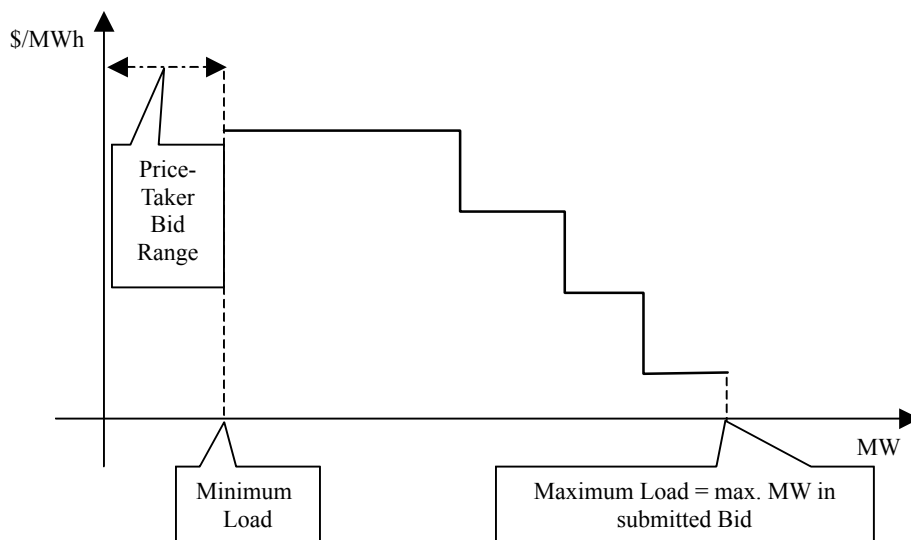 $/MWh
Price-
Taker
Bid
Range
MW
Minimum
Load
Maximum Load = max. MW in
submitted Bid